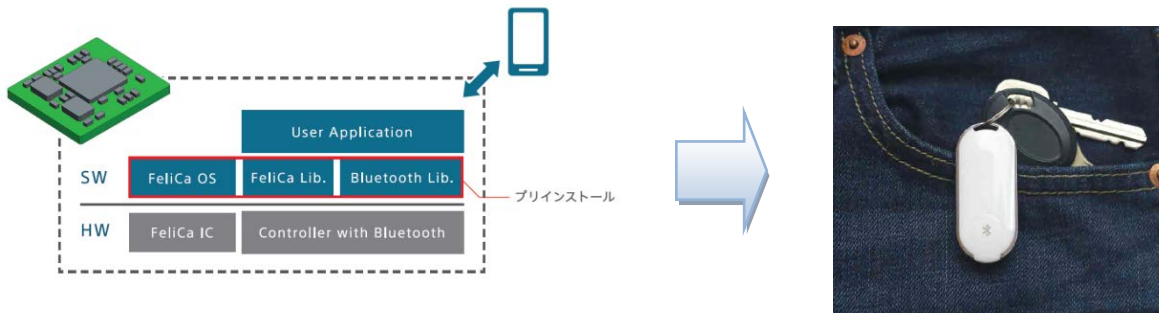 User Application
SW
FeliCa OS
FeliCa Lib.
Bluetooth Lib.
プリインストール
HW
FeliCa IC
Controller with Bluetooth